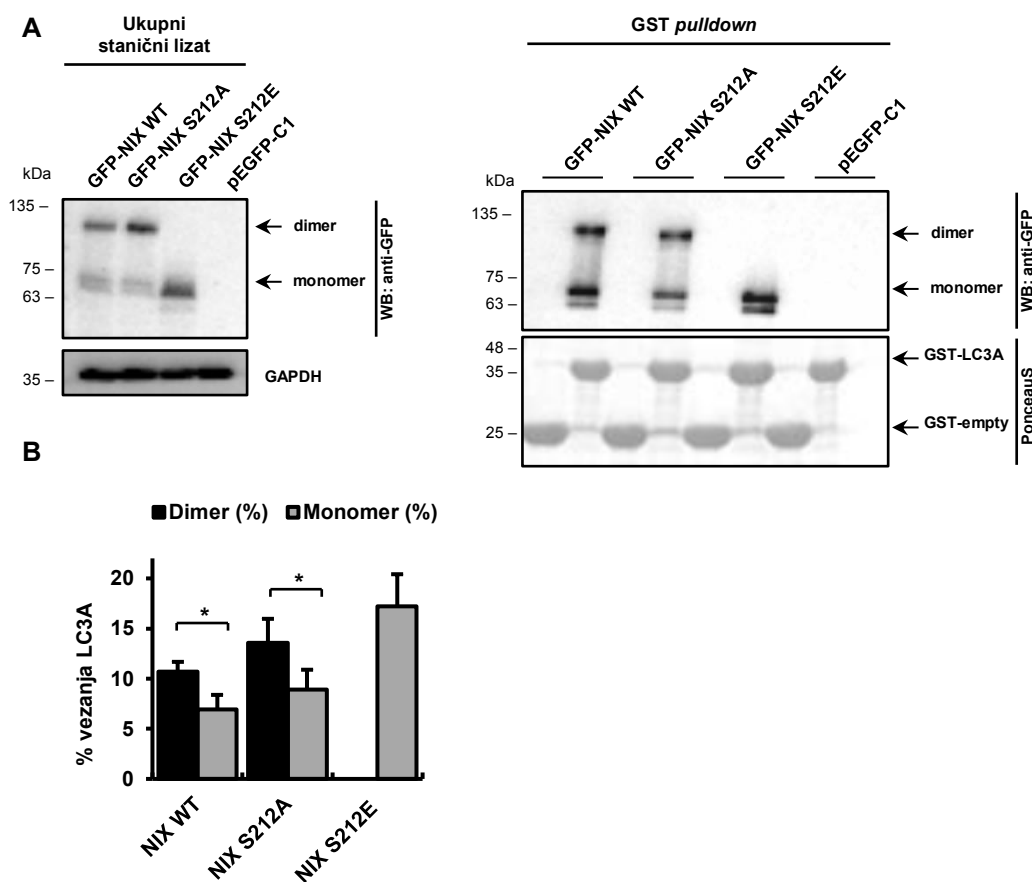 A
Ukupni
stanični lizat
GFP-NIX WT
GFP-NIX S212A
GFP-NIX S212E
pEGFP-C1
kDa
135 –
75 –
63 –
35 –
dimer
monomer
WB: anti-GFP
GAPDH
GST pulldown
GFP-NIX WT
GFP-NIX S212A
GFP-NIX S212E
pEGFP-C1
kDa
135 –
75 –
63 –
48 –
35 –
25 –
dimer
monomer
WB: anti-GFP
GST-LC3A
GST-empty
PonceauS
B
Dimer (%) Monomer (%)
% vezanja LC3A
20
15
10
5
0
*
*
NIX WT
NIX S212A
NIX S212E